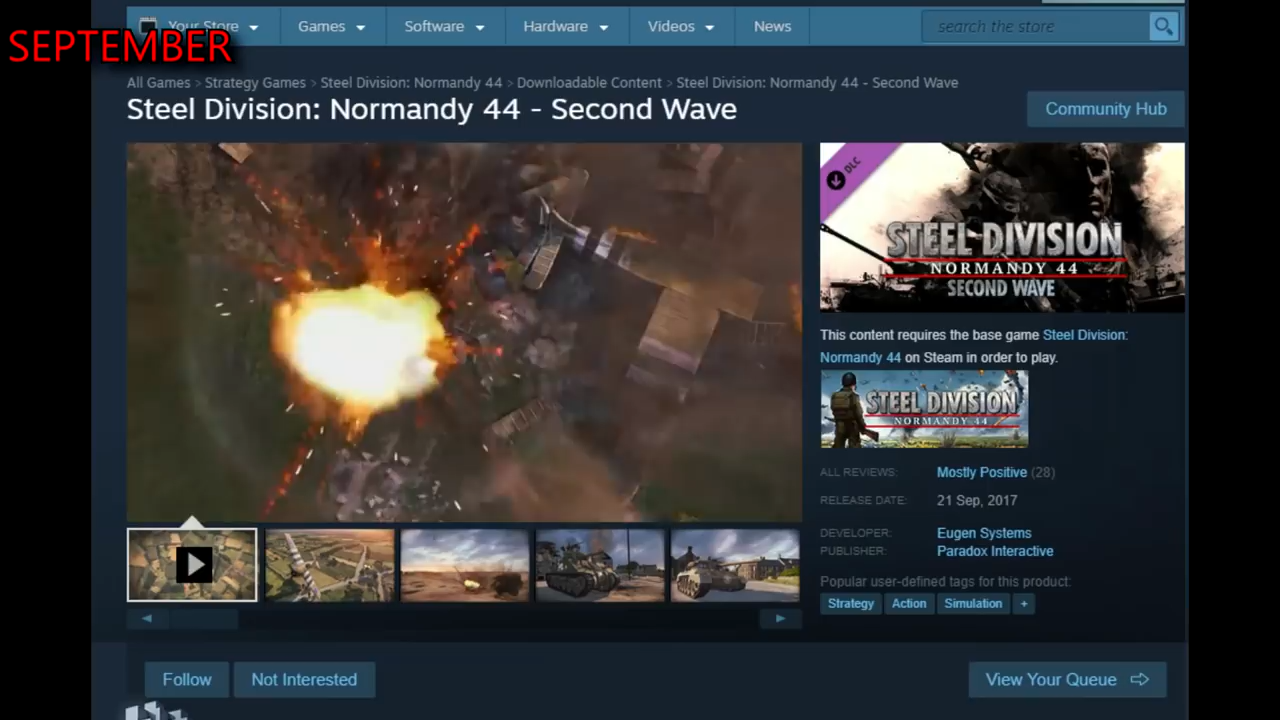 Your Store
Games
Software
Hardware
Videos
News
search the store
SEPTEMBER
All Games > Strategy Games > Steel Division: Normandy 44 > Downloadable Content > Steel Division: Normandy 44 - Second Wave
Steel Division: Normandy 44 - Second Wave
Community Hub
DLC
STEEL DIVISION
NORMANDY 44
SECOND WAVE
This content requires the base game Steel Division:
Normandy 44 on Steam in order to play.
STEEL DIVISION
NORMANDY 44
ALL REVIEWS: Mostly Positive (28)
RELEASE DATE: 21 Sep, 2017
DEVELOPER: Eugen Systems
PUBLISHER: Paradox Interactive
Popular user-defined tags for this product:
Strategy Action Simulation +
Follow
Not Interested
View Your Queue